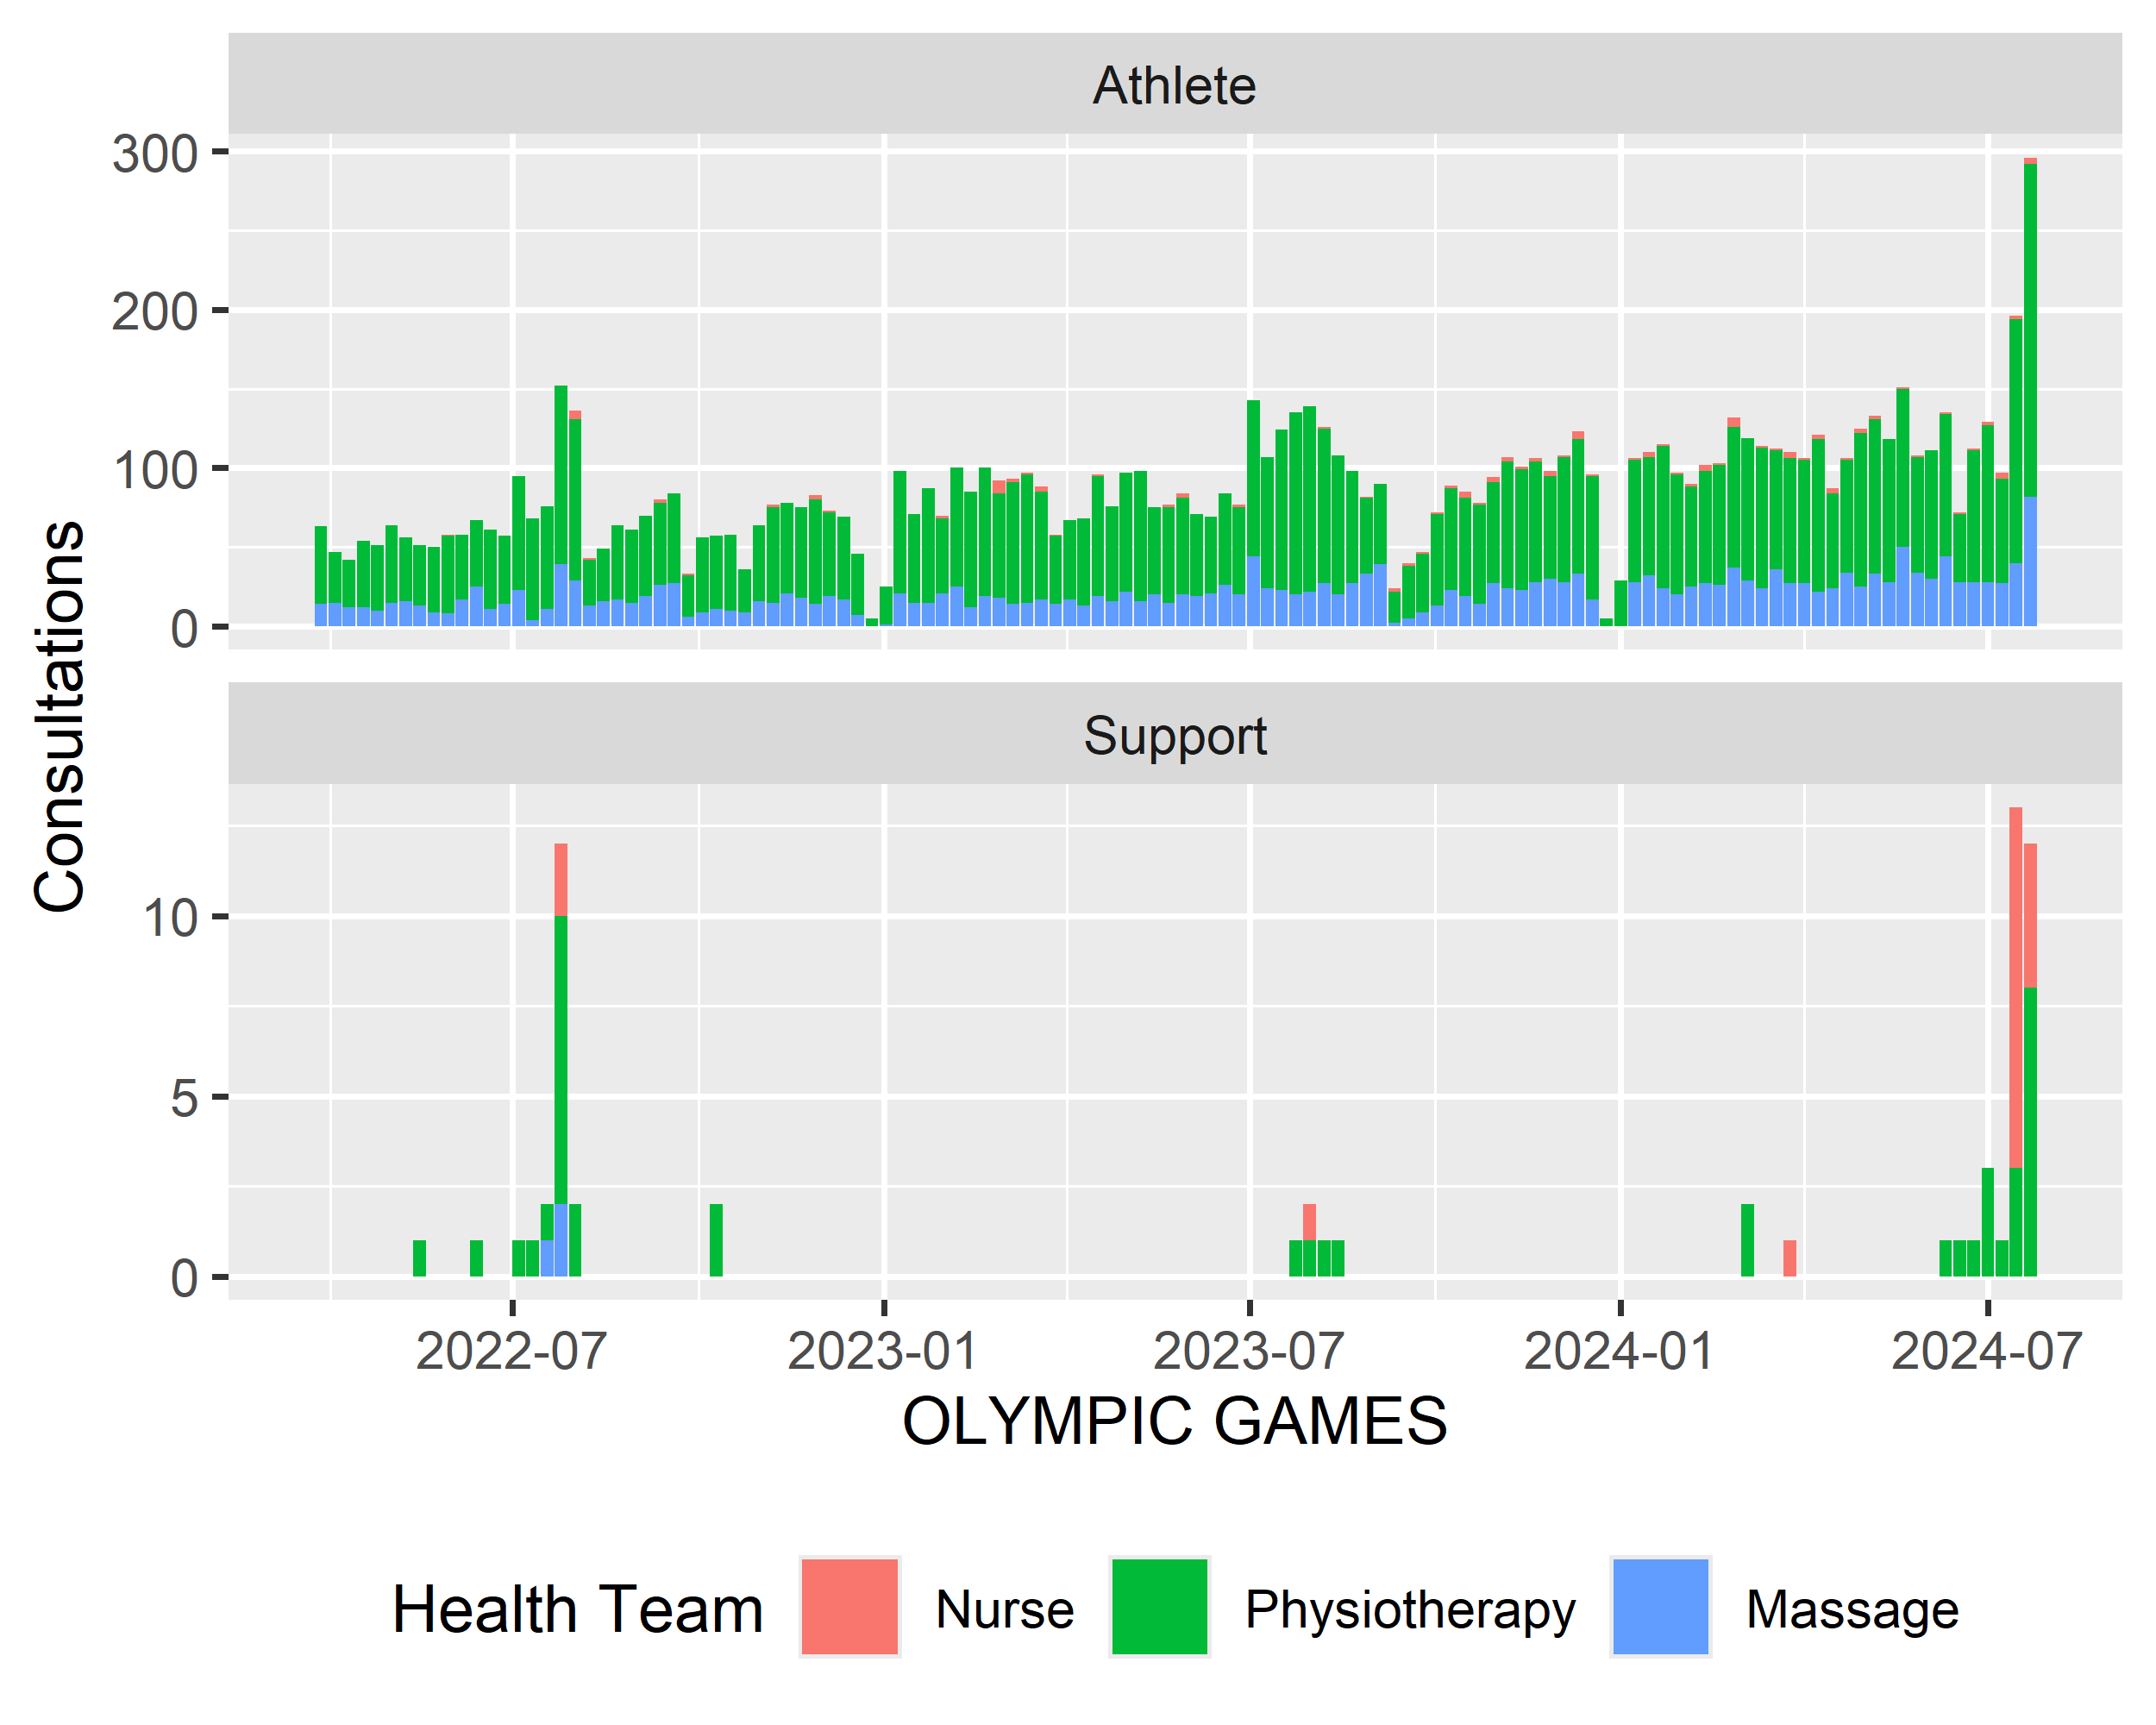 Athlete
300
200
100
0
Consultations
Support
10
5
0
2022-07 2023-01 2023-07 2024-01 2024-07
OLYMPIC GAMES
Health Team Nurse Physiotherapy Massage